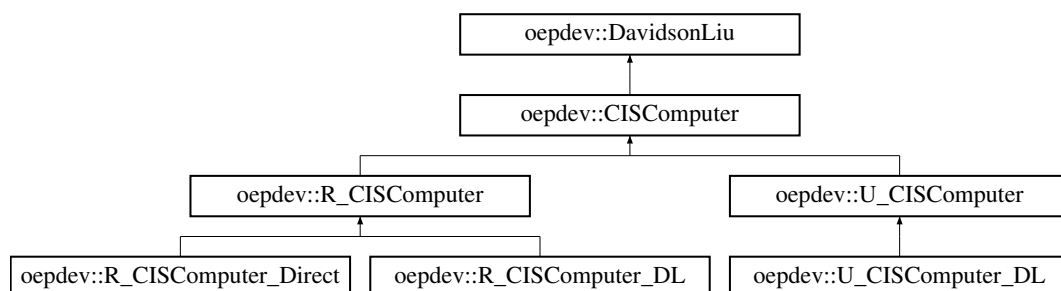 oepdev::DavidsonLiu
oepdev::CISComputer
oepdev::R_CISComputer
oepdev::U_CISComputer
oepdev::R_CISComputer_Direct
oepdev::R_CISComputer_DL
oepdev::U_CISComputer_DL